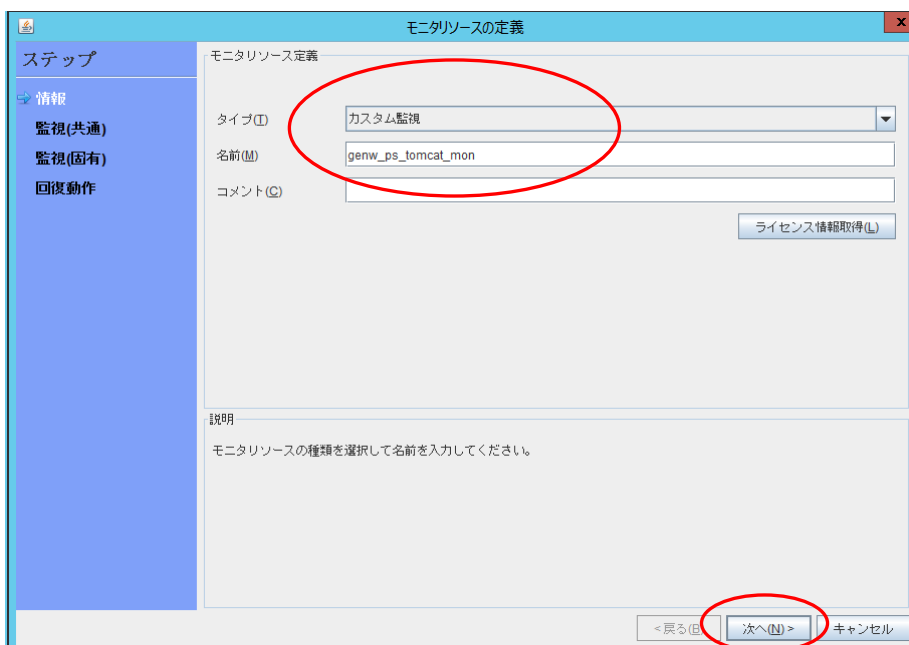 モニタリソースの定義
x
ステップ
情報
監視(共通)
監視(固有)
回復動作
モニタリソース定義
タイプ(T) カスタム監視
名前(M) genw_ps_tomcat_mon
コメント(C)
ライセンス情報取得(L)
説明
モニタリソースの種類を選択して名前を入力してください。
<戻る(B) 次へ(N)> キャンセル